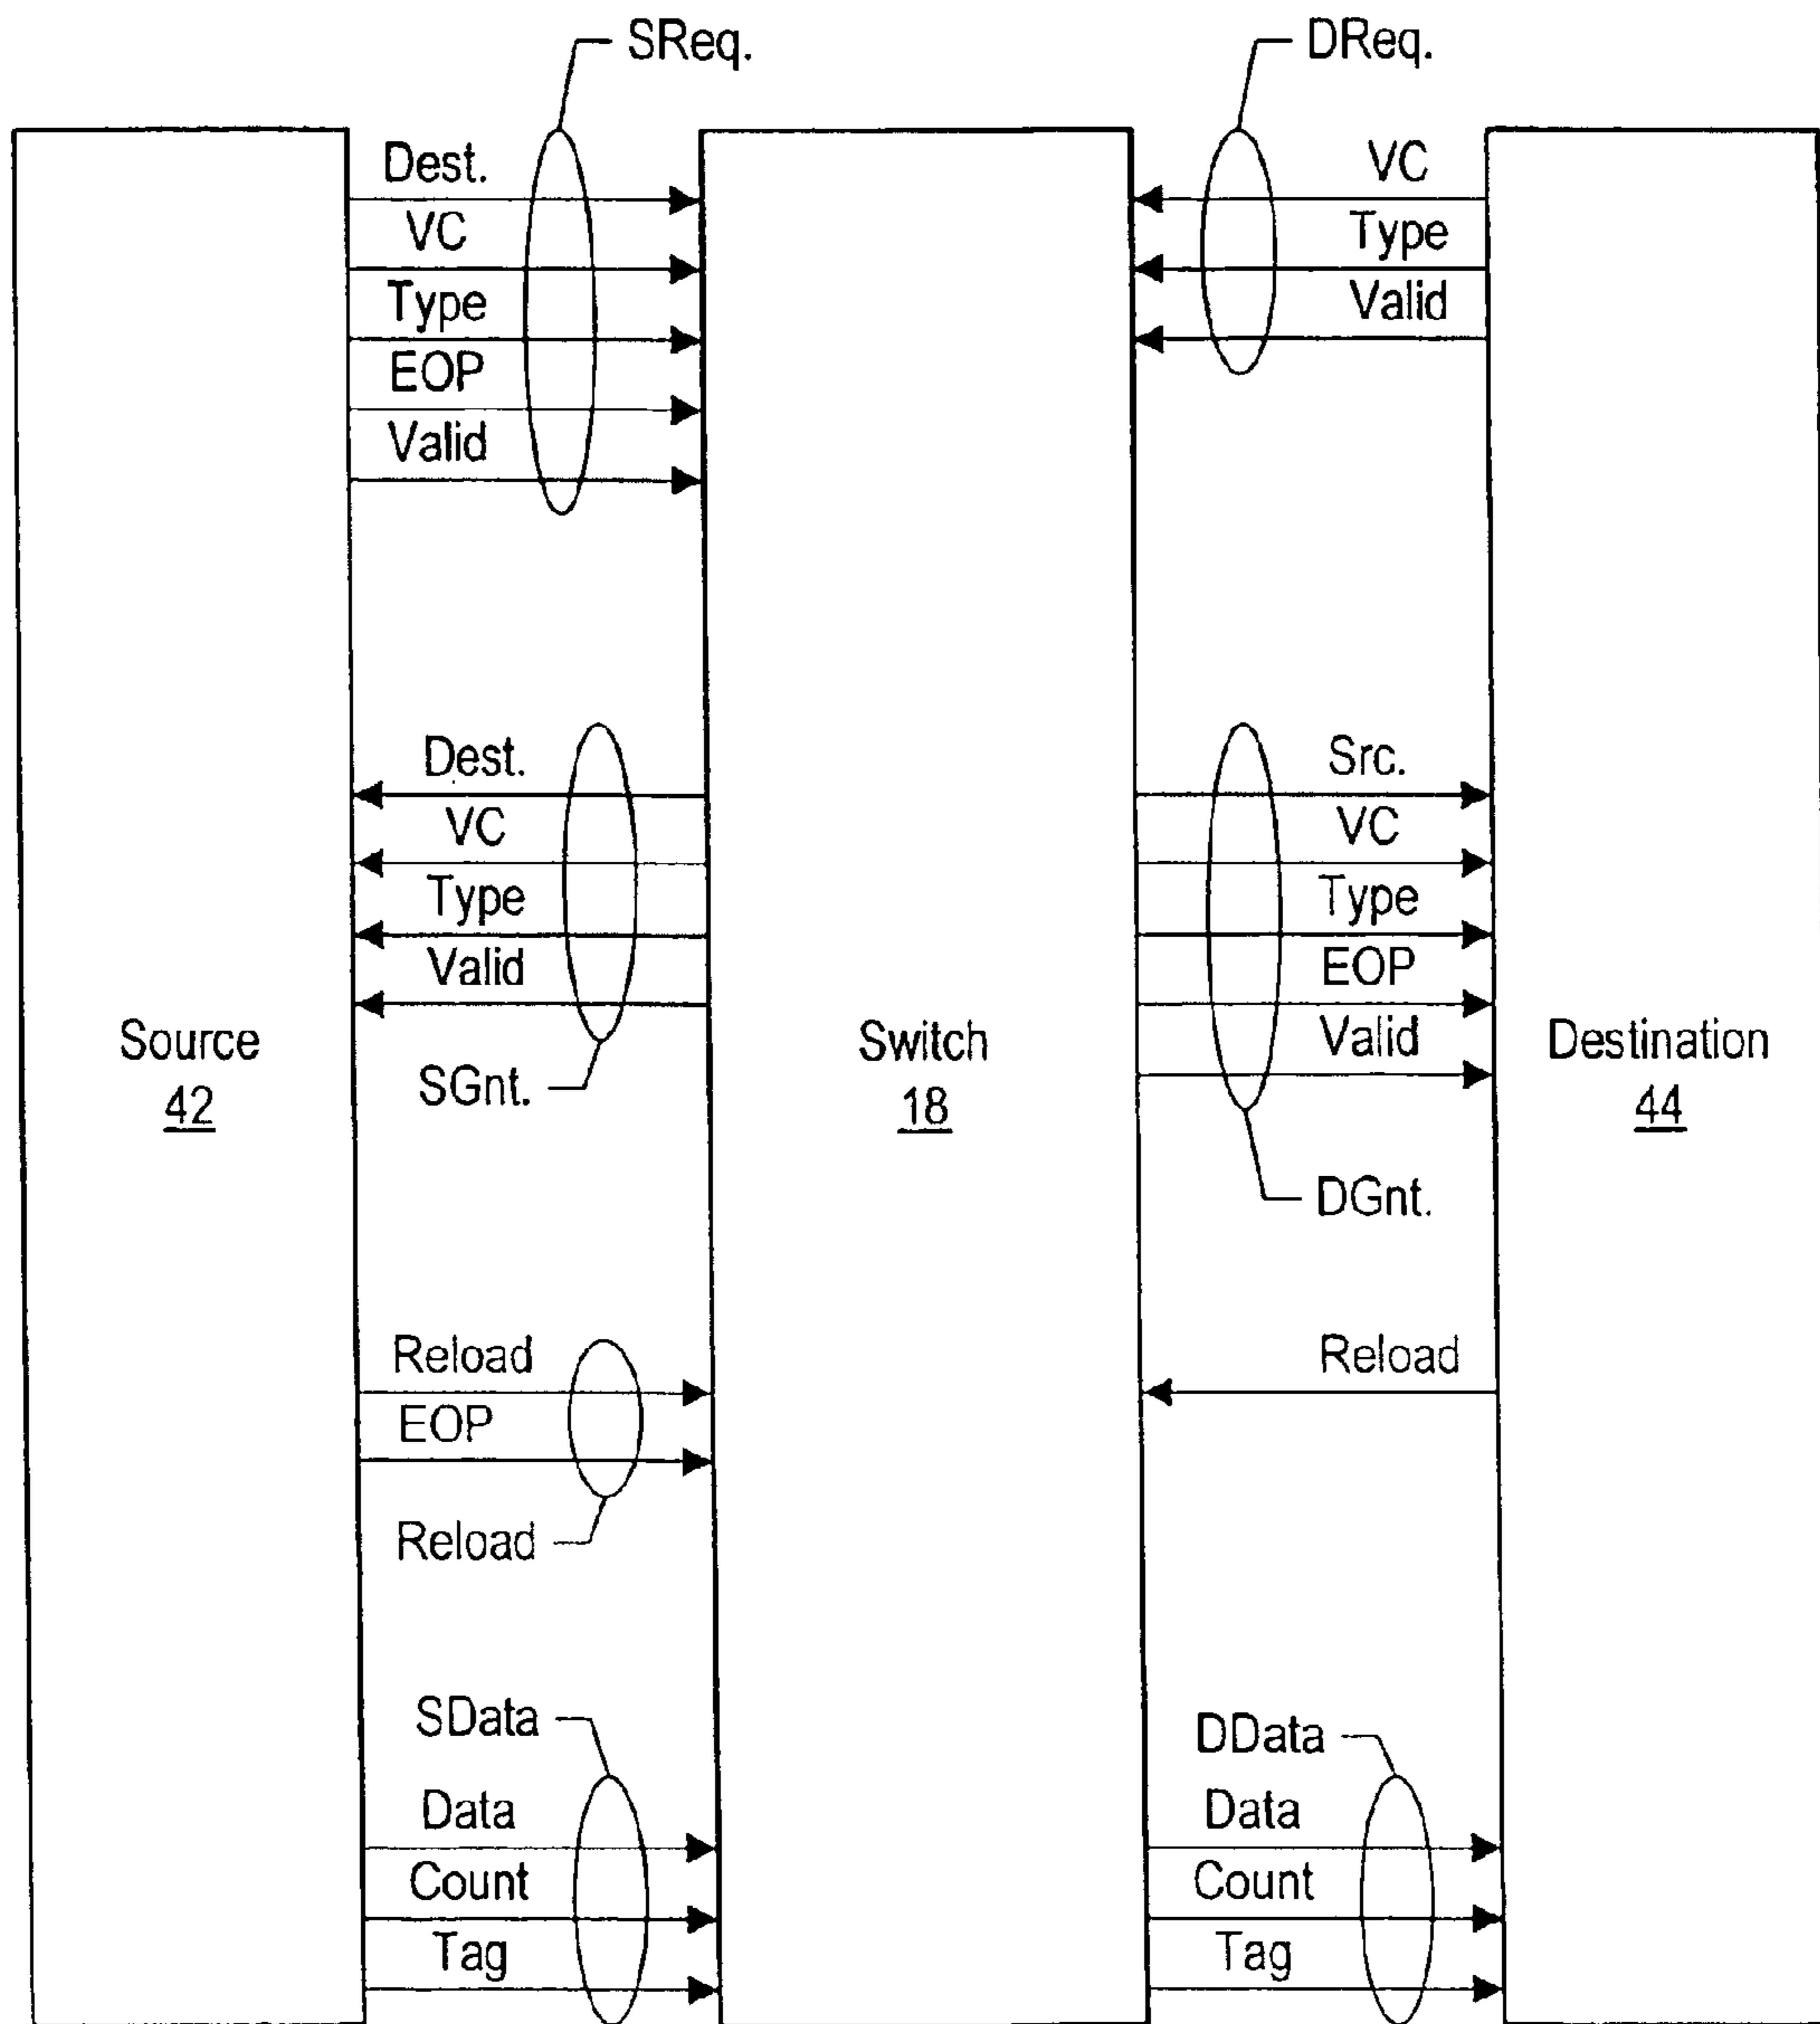 SReq.
DReq.
Dest.
VC
VC
Type
Type
Valid
EOP
Valid
Dest.
Src.
VC
VC
Type
Type
Valid
EOP
Source
Switch
Valid
Destination
42
SGnt.
18
44
DGnt.
Reload
Reload
EOP
Reload
SData
DData
Data
Data
Count
Count
Tag
Tag